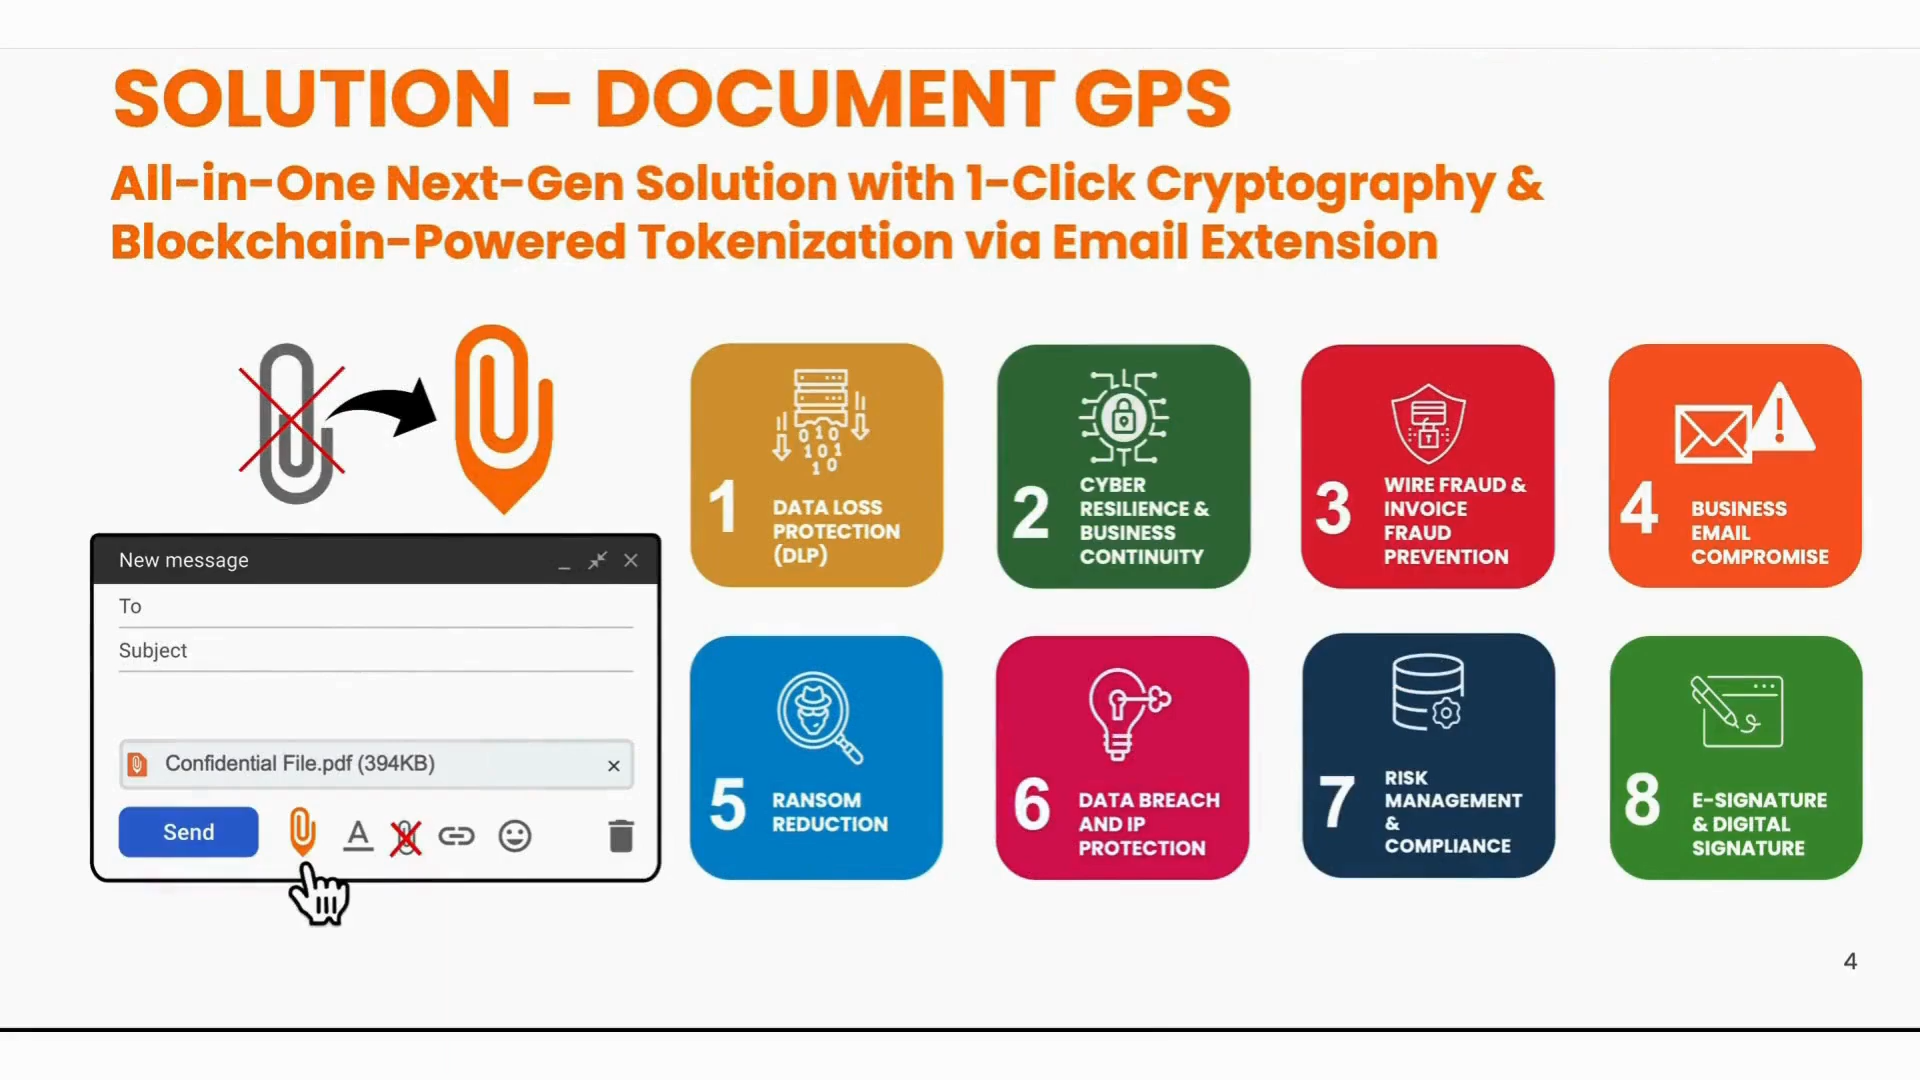 SOLUTION - DOCUMENT GPS
All-in-One Next-Gen Solution with 1-Click Cryptography &
Blockchain-Powered Tokenization via Email Extension
New message
To
Subject
Confidential File.pdf (394KB)
Send
A
010
101
10
1
DATA LOSS
PROTECTION
(DLP)
2
CYBER
RESILIENCE &
BUSINESS
CONTINUITY
3
WIRE FRAUD &
INVOICE
FRAUD
PREVENTION
4
BUSINESS
EMAIL
COMPROMISE
5
RANSOM
REDUCTION
6
DATA BREACH
AND IP
PROTECTION
7
RISK
MANAGEMENT
&
COMPLIANCE
8
E-SIGNATURE
& DIGITAL
SIGNATURE
4